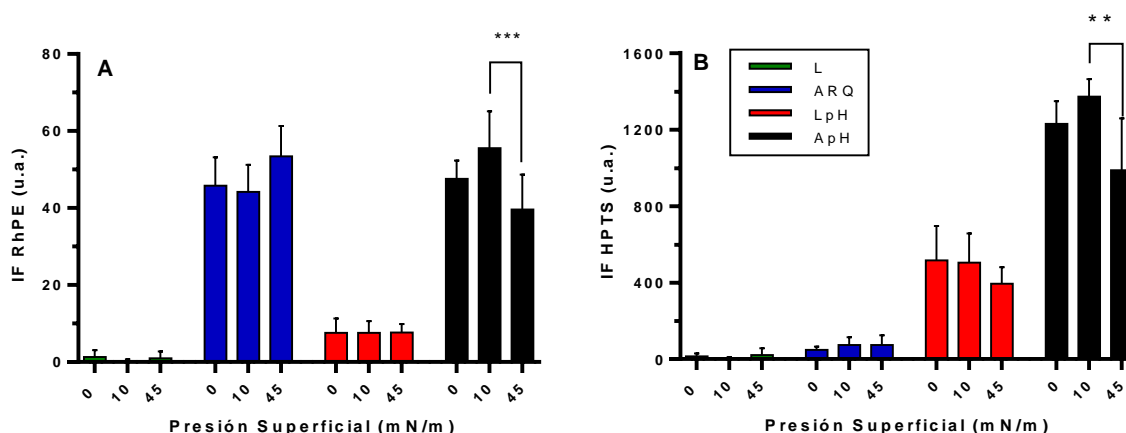 A
***
IF RhPE (u.a.)
80
60
40
20
0
0 10 45 0 10 45 0 10 45 0 10 45
Presión Superficial (mN/m)
B
**
L
ARQ
LpH
ApH
IF HPTS (u.a.)
1600
1200
800
400
0
0 10 45 0 10 45 0 10 45 0 10 45
Presión Superficial (mN/m)